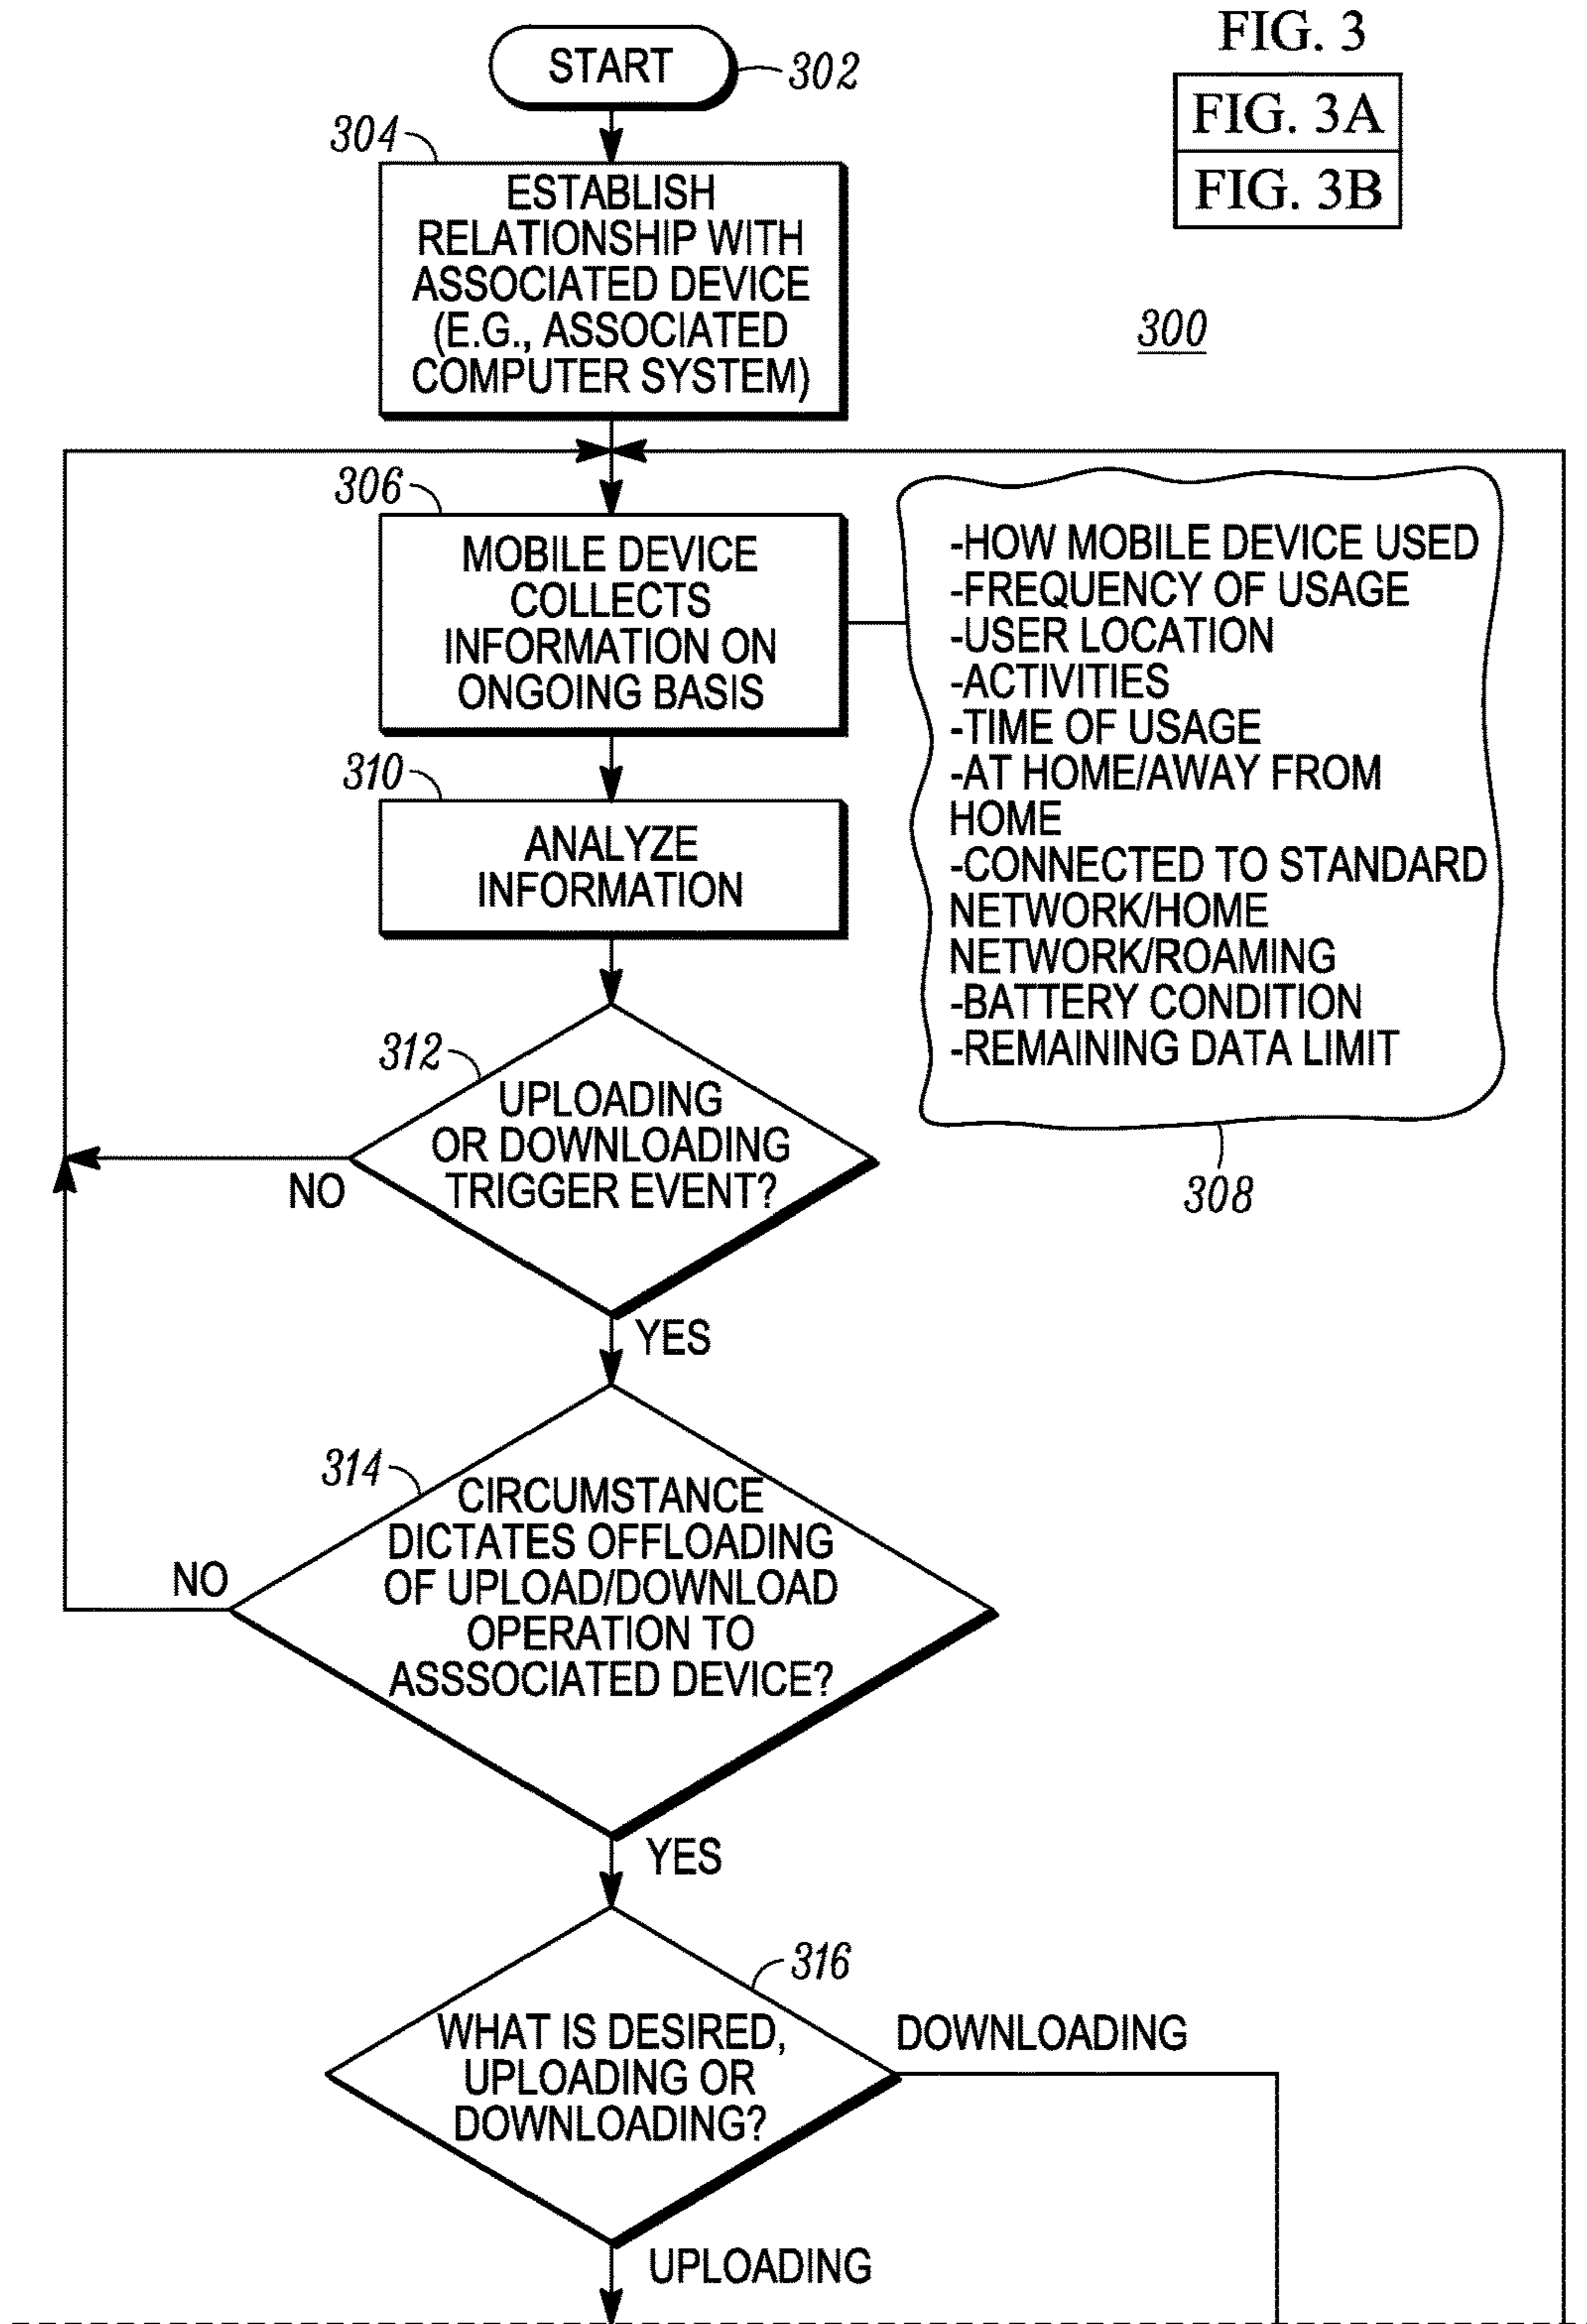 FIG. 3
FIG. 3A
FIG. 3B
300
START
302
304
ESTABLISH
RELATIONSHIP WITH
ASSOCIATED DEVICE
(E.G., ASSOCIATED
COMPUTER SYSTEM)
306
MOBILE DEVICE
COLLECTS
INFORMATION ON
ONGOING BASIS
-HOW MOBILE DEVICE USED
-FREQUENCY OF USAGE
-USER LOCATION
-ACTIVITIES
-TIME OF USAGE
-AT HOME/AWAY FROM
HOME
-CONNECTED TO STANDARD
NETWORK/HOME
NETWORK/ROAMING
-BATTERY CONDITION
-REMAINING DATA LIMIT
308
310
ANALYZE
INFORMATION
312
UPLOADING
OR DOWNLOADING
TRIGGER EVENT?
NO
YES
314
CIRCUMSTANCE
DICTATES OFFLOADING
OF UPLOAD/DOWNLOAD
OPERATION TO
ASSSOCIATED DEVICE?
NO
YES
316
WHAT IS DESIRED,
UPLOADING OR
DOWNLOADING?
DOWNLOADING
UPLOADING